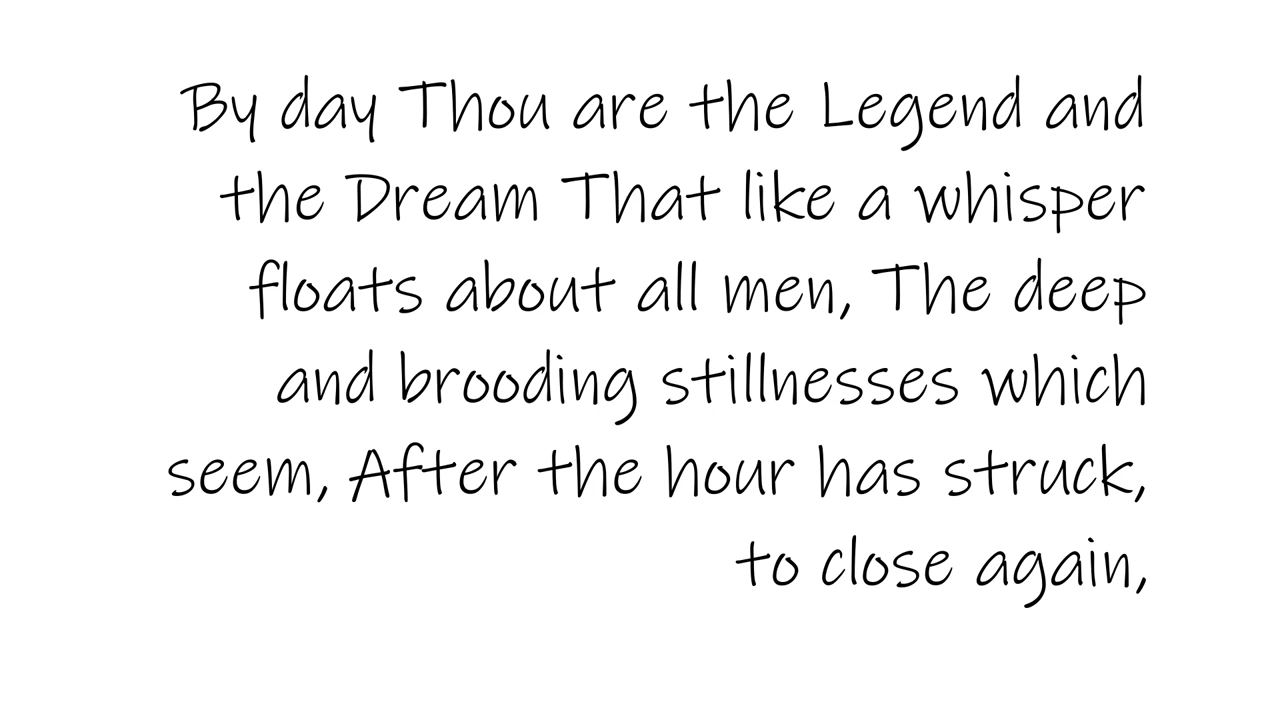 By day Thou are the Legend and
the Dream That like a whisper
floats about all men, The deep
and brooding stillnesses which
seem, After the hour has struck,
to close again,